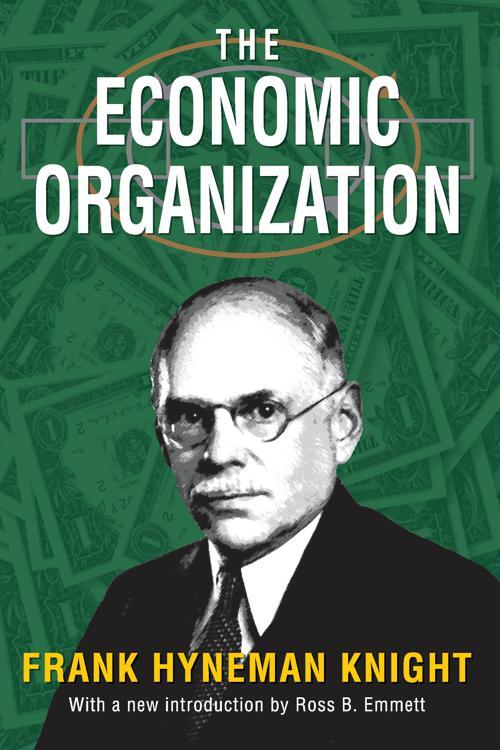 THE
ECONOMIC
ORGANIZATION
FRANK HYNEMAN KNIGHT
With a new introduction by Ross B. Emmett